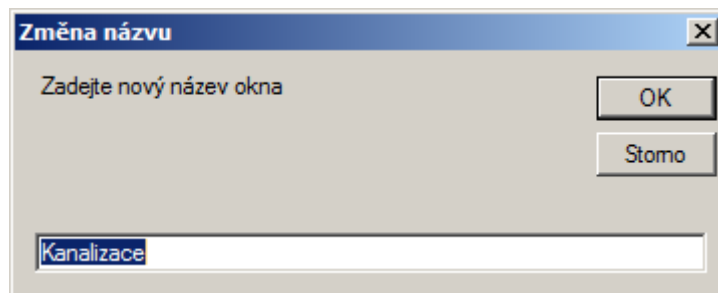 Změna názvu
Zadejte nový název okna
OK
Storno
Kanalizace